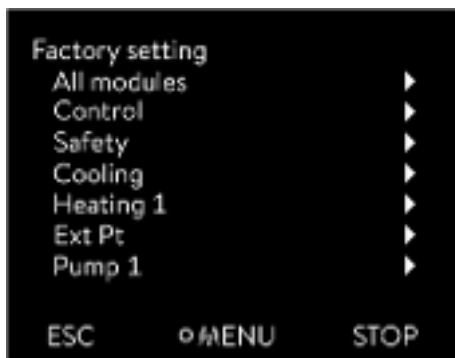 Factory setting
All modules
Control
Safety
Cooling
Heating 1
Ext Pt
Pump 1
ESC MENU STOP